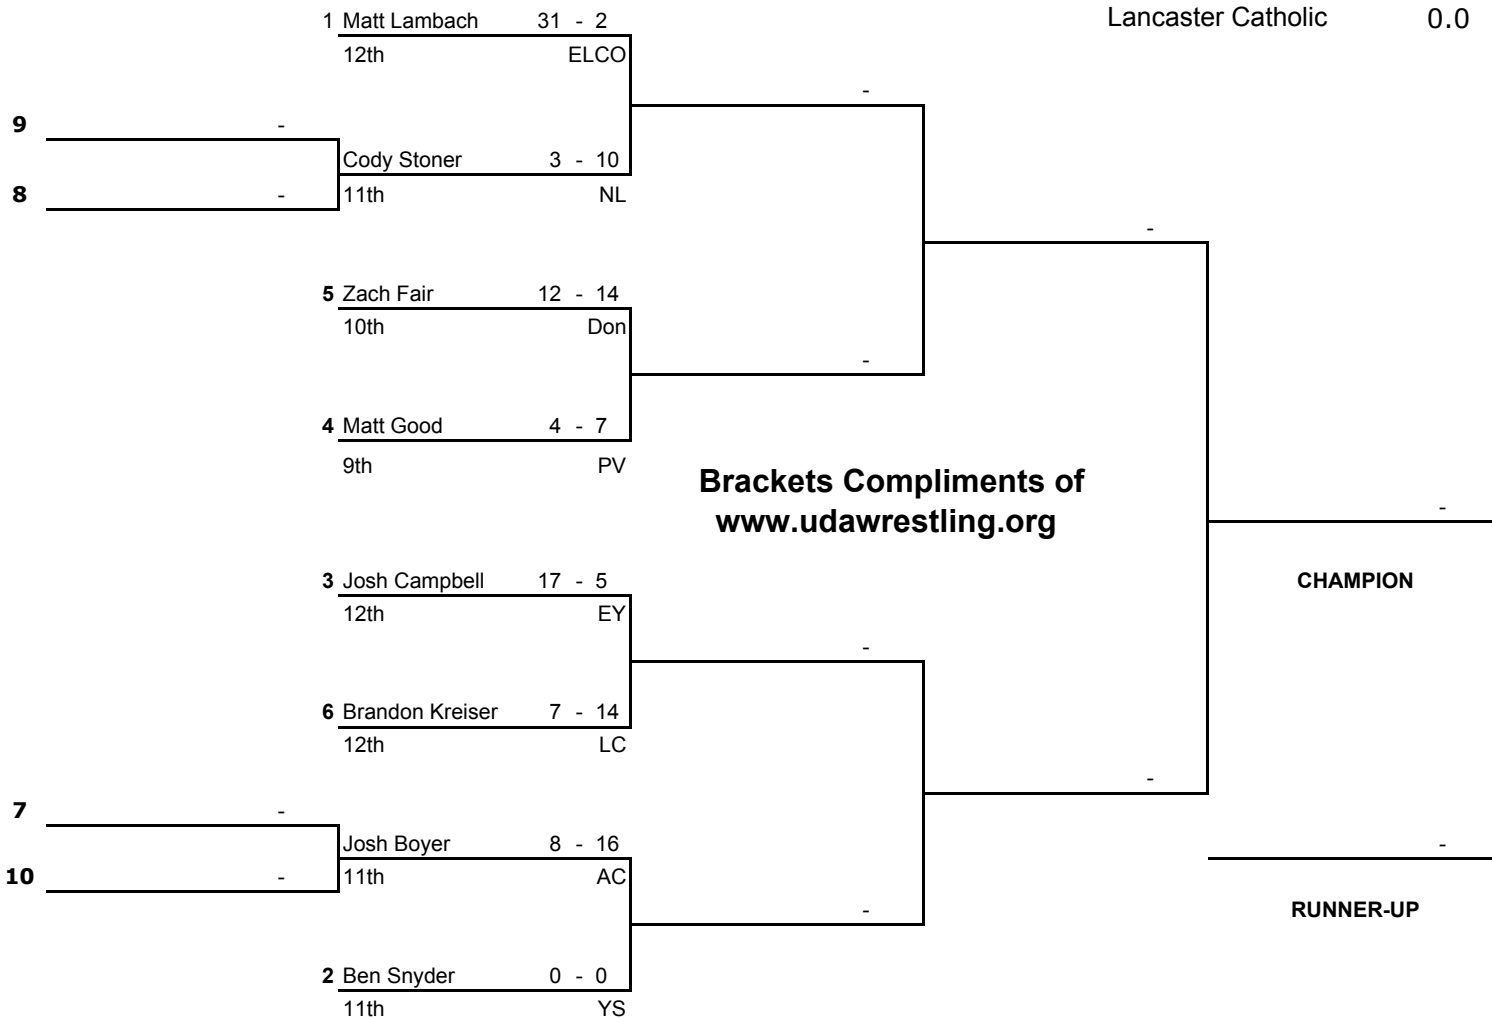 1 Matt Lambach 31 - 2
Lancaster Catholic 0.0
12th ELCO
-
9 -
Cody Stoner 3 - 10
8 - 11th NL
-
5 Zach Fair 12 - 14
10th Don
-
4 Matt Good 4 - 7
9th PV
Brackets Compliments of
www.udawrestling.org
-
3 Josh Campbell 17 - 5
CHAMPION
12th EY
-
6 Brandon Kreiser 7 - 14
12th LC
-
7 -
Josh Boyer 8 - 16
-
10 - 11th AC
-
RUNNER-UP
2 Ben Snyder 0 - 0
11th YS